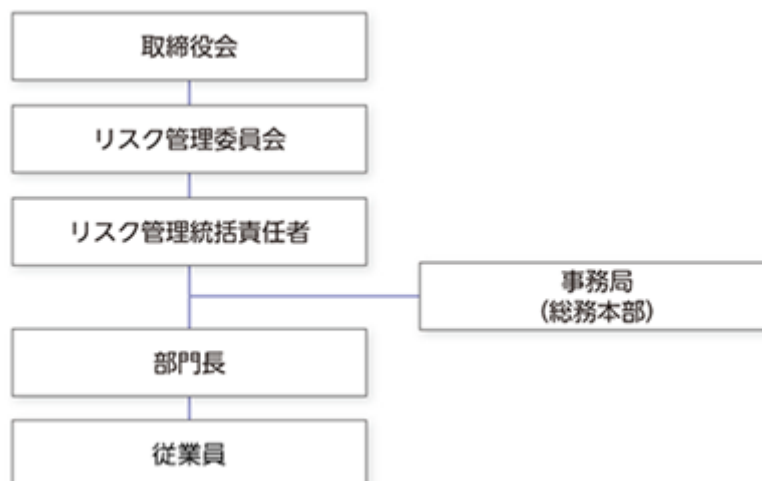 取締役会
リスク管理委員会
リスク管理統括責任者
事務局
(総務本部)
部門長
従業員